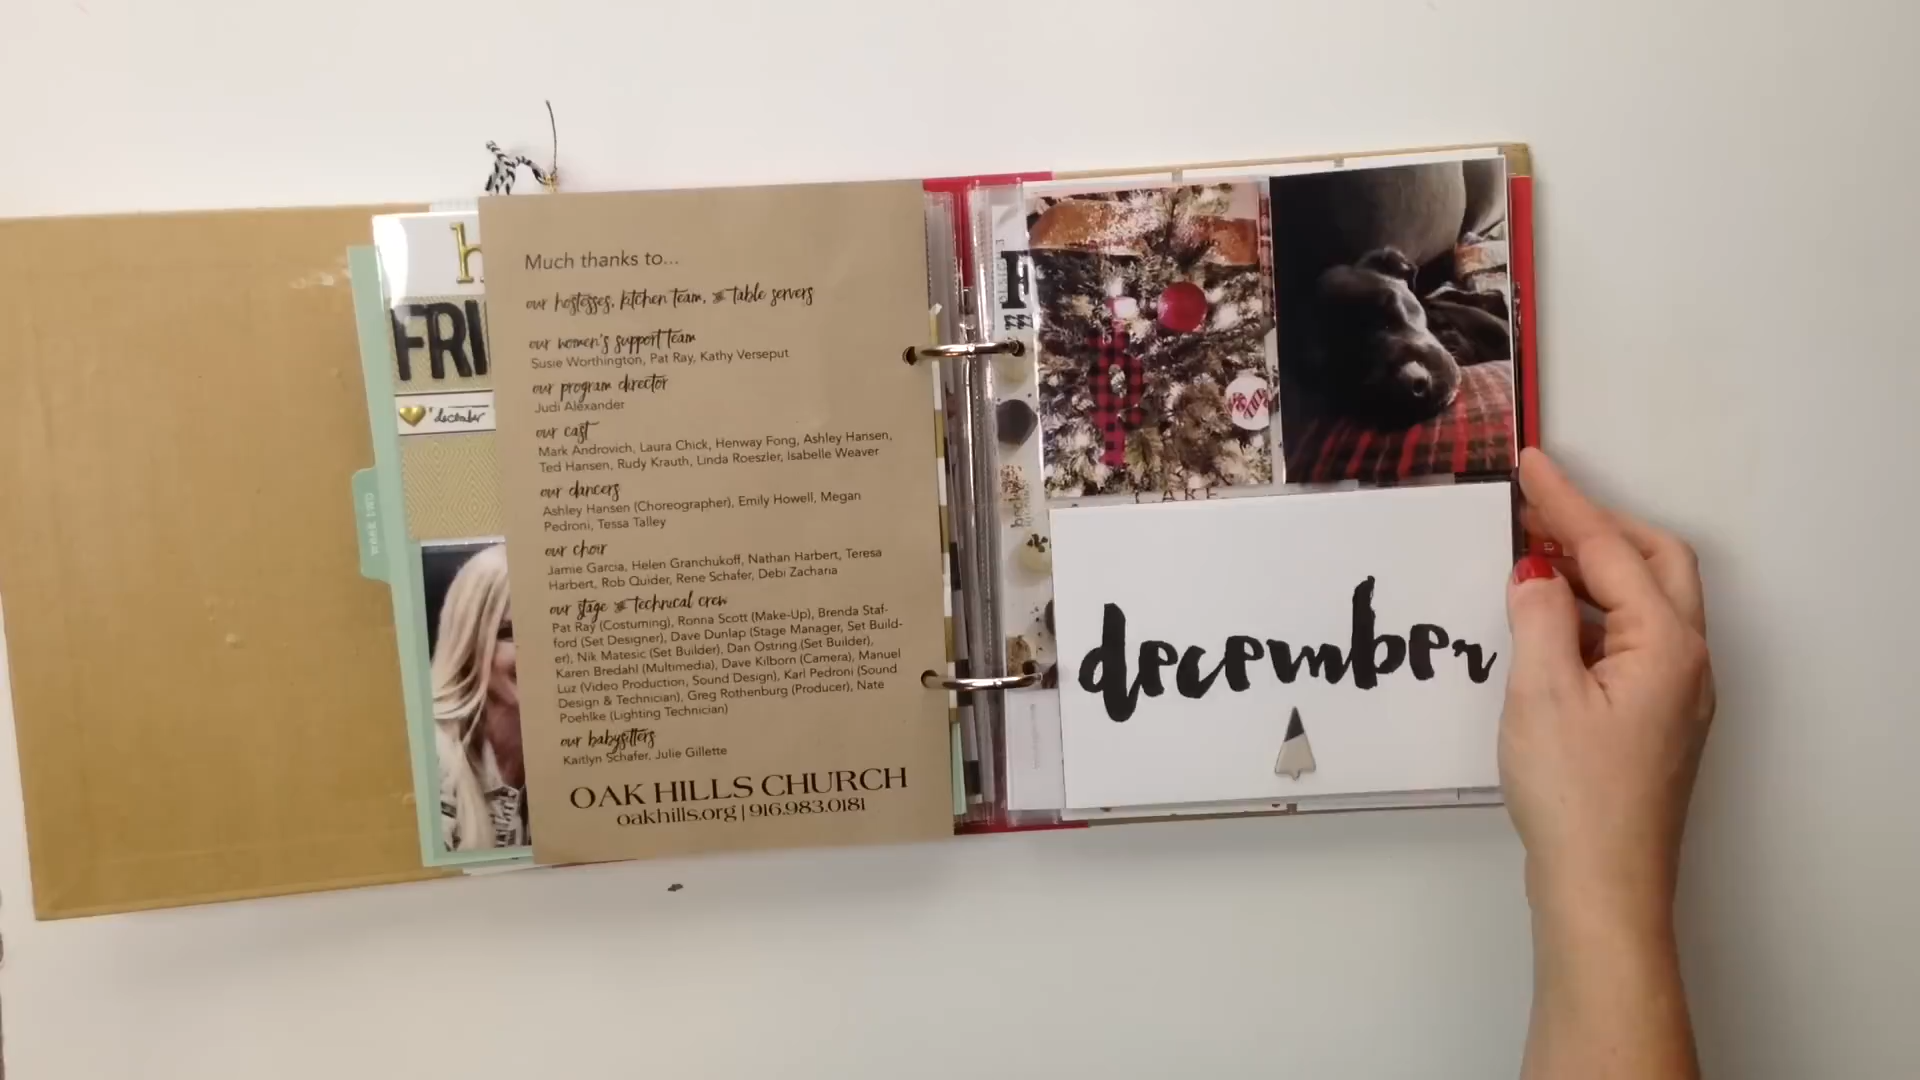 FRI
december
week two
Much thanks to...
our hostesses, kitchen team, & table servers
our women's support team
Susie Worthington, Pat Ray, Kathy Verseput
our program director
Judi Alexander
our cast
Mark Androvich, Laura Chick, Henway Fong, Ashley Hansen,
Ted Hansen, Rudy Krauth, Linda Roeszler, Isabelle Weaver
our dancers
Ashley Hansen (Choreographer), Emily Howell, Megan
Pedroni, Tessa Talley
our choir
Jamie Garcia, Helen Granchukoff, Nathan Harbert, Teresa
Harbert, Rob Quider, Rene Schafer, Debi Zacharia
our stage & technical crew
Pat Ray (Costuming), Ronna Scott (Make-Up), Brenda Staf-
ford (Set Designer), Dave Dunlap (Stage Manager, Set Build-
er), Nik Matesic (Set Builder), Dan Ostring (Set Builder),
Karen Bredahl (Multimedia), Dave Kilborn (Camera), Manuel
Luz (Video Production, Sound Design), Karl Pedroni (Sound
Design & Technician), Greg Rothenburg (Producer), Nate
Poehlke (Lighting Technician)
our babysitters
Kaitlyn Schafer, Julie Gillette
OAK HILLS CHURCH
oakhills.org | 916.983.0181
december